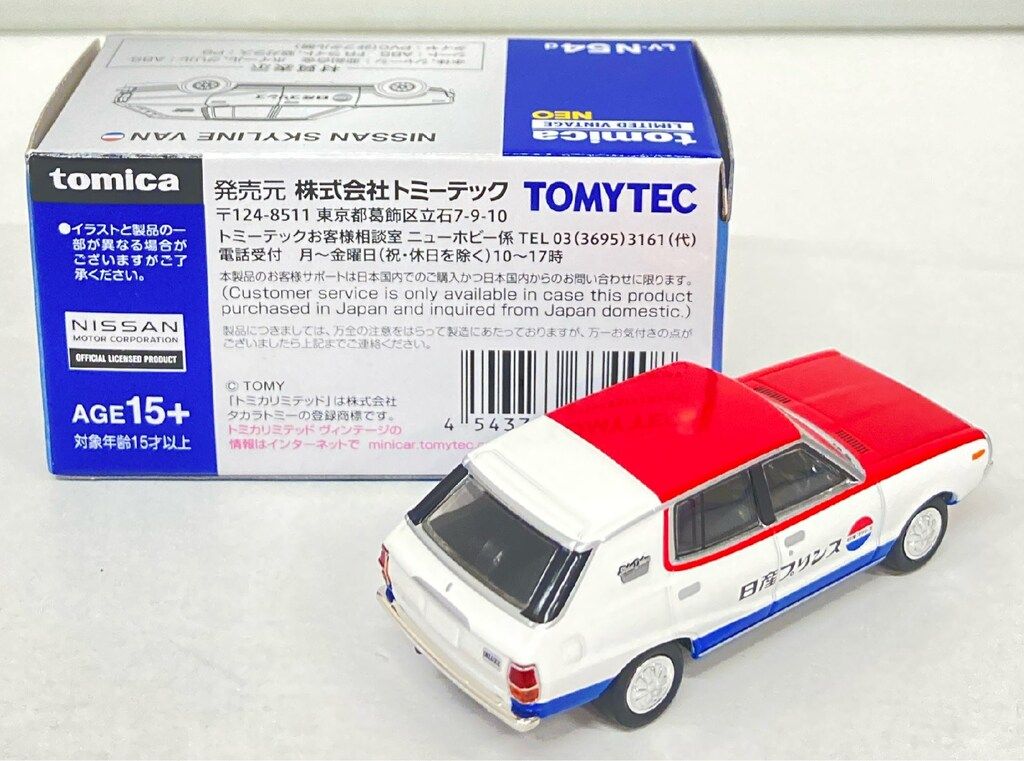 LV-N54d
tomica
LIMITED VINTAGE
NEO
NISSAN SKYLINE VAN
材質表示
tomica
●イラストと製品の一
部が異なる場合が
ございますがご了
承ください。
NISSAN
MOTOR CORPORATION
OFFICIAL LICENSED PRODUCT
AGE15+
対象年齢15才以上
発売元 株式会社トミーテック TOMYTEC
〒124-8511 東京都葛飾区立石7-9-10
トミーテックお客様相談室 ニューホビー係 TEL 03(3695)3161(代)
電話受付 月〜金曜日(祝・休日を除く)10〜17時
本製品のお客様サポートは日本国内でのご購入かつ日本国内からのお問い合わせに限ります。
(Customer service is only available in case this product
purchased in Japan and inquired from Japan domestic.)
製品につきましては、万全の注意をはらって製造にあたっておりますが、万一お気付きの点が
ございましたら上記までご連絡ください。
© TOMY
「トミカリミテッド」は株式会社
タカラトミーの登録商標です。
トミカリミテッド ヴィンテージの
情報はインターネットで minicar.tomytec.c
4 54373
日産プリンス